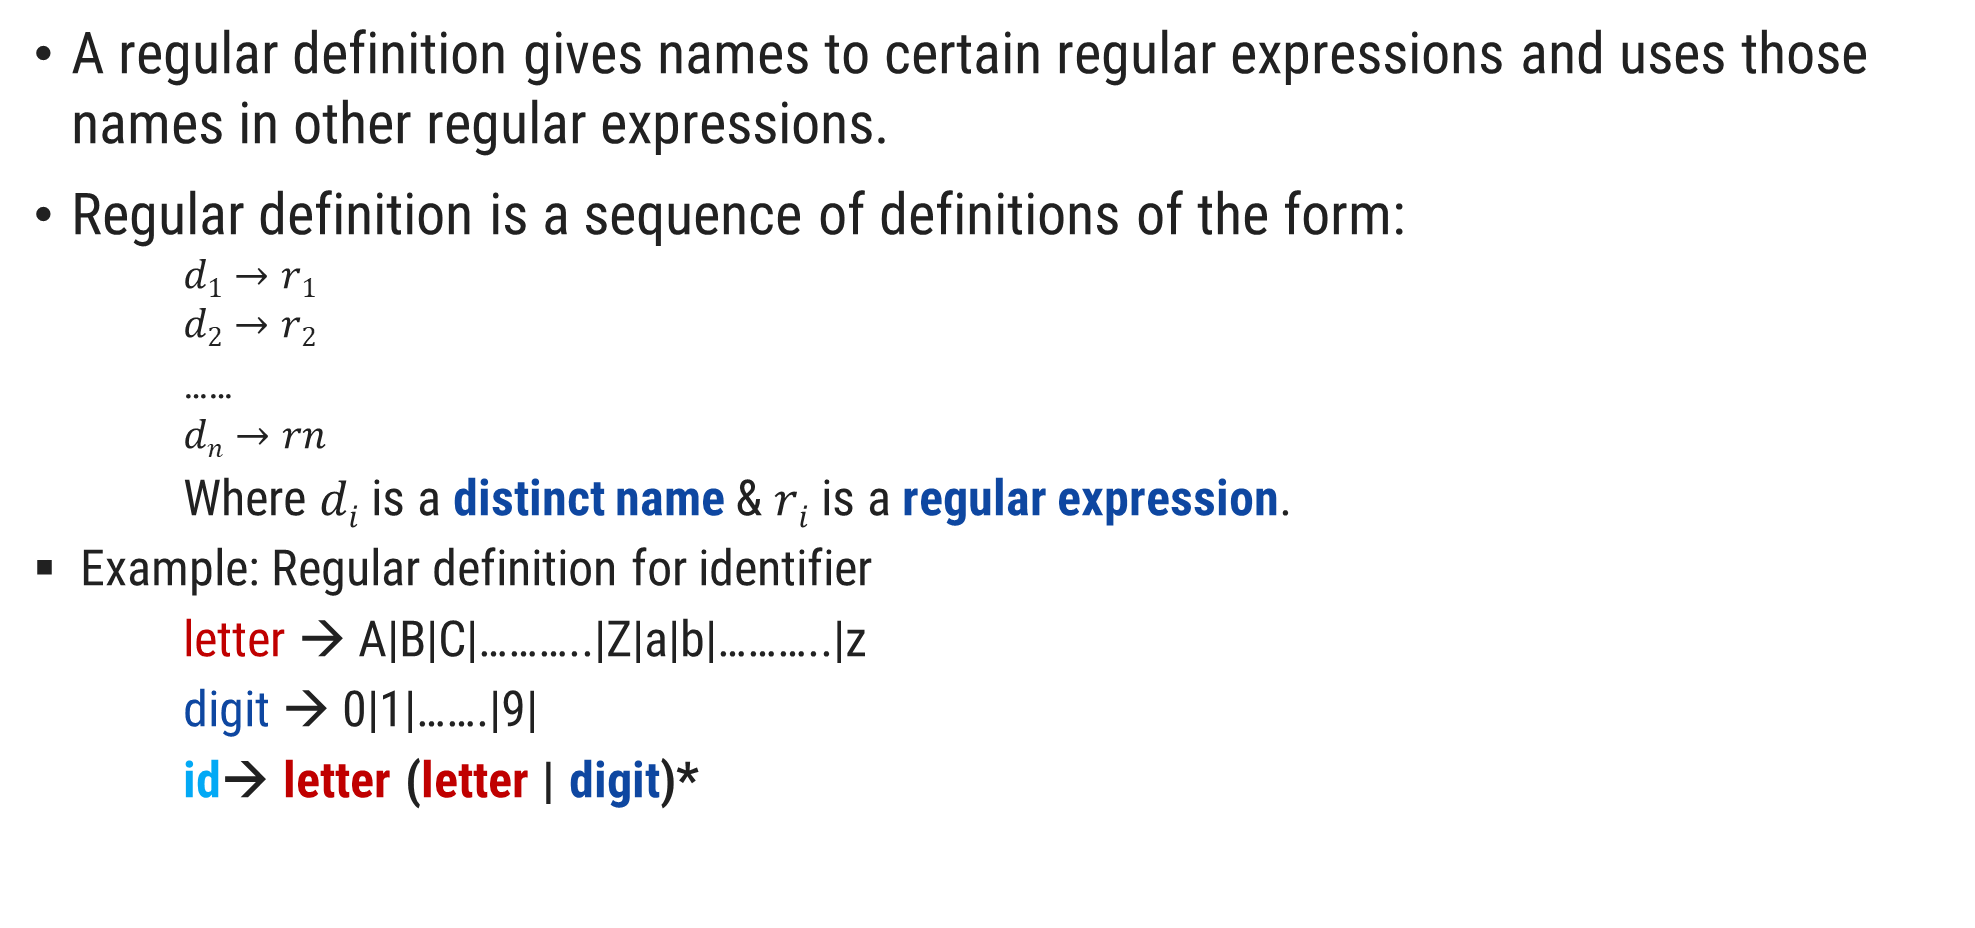 • A regular definition gives names to certain regular expressions and uses those
names in other regular expressions.
• Regular definition is a sequence of definitions of the form:
d₁ → r₁
d₂ → r₂
……
dₙ → rn
Where dᵢ is a distinct name & rᵢ is a regular expression.
▪ Example: Regular definition for identifier
letter → A|B|C|………..|Z|a|b|………..|z
digit → 0|1|…….|9|
id→ letter (letter | digit)*